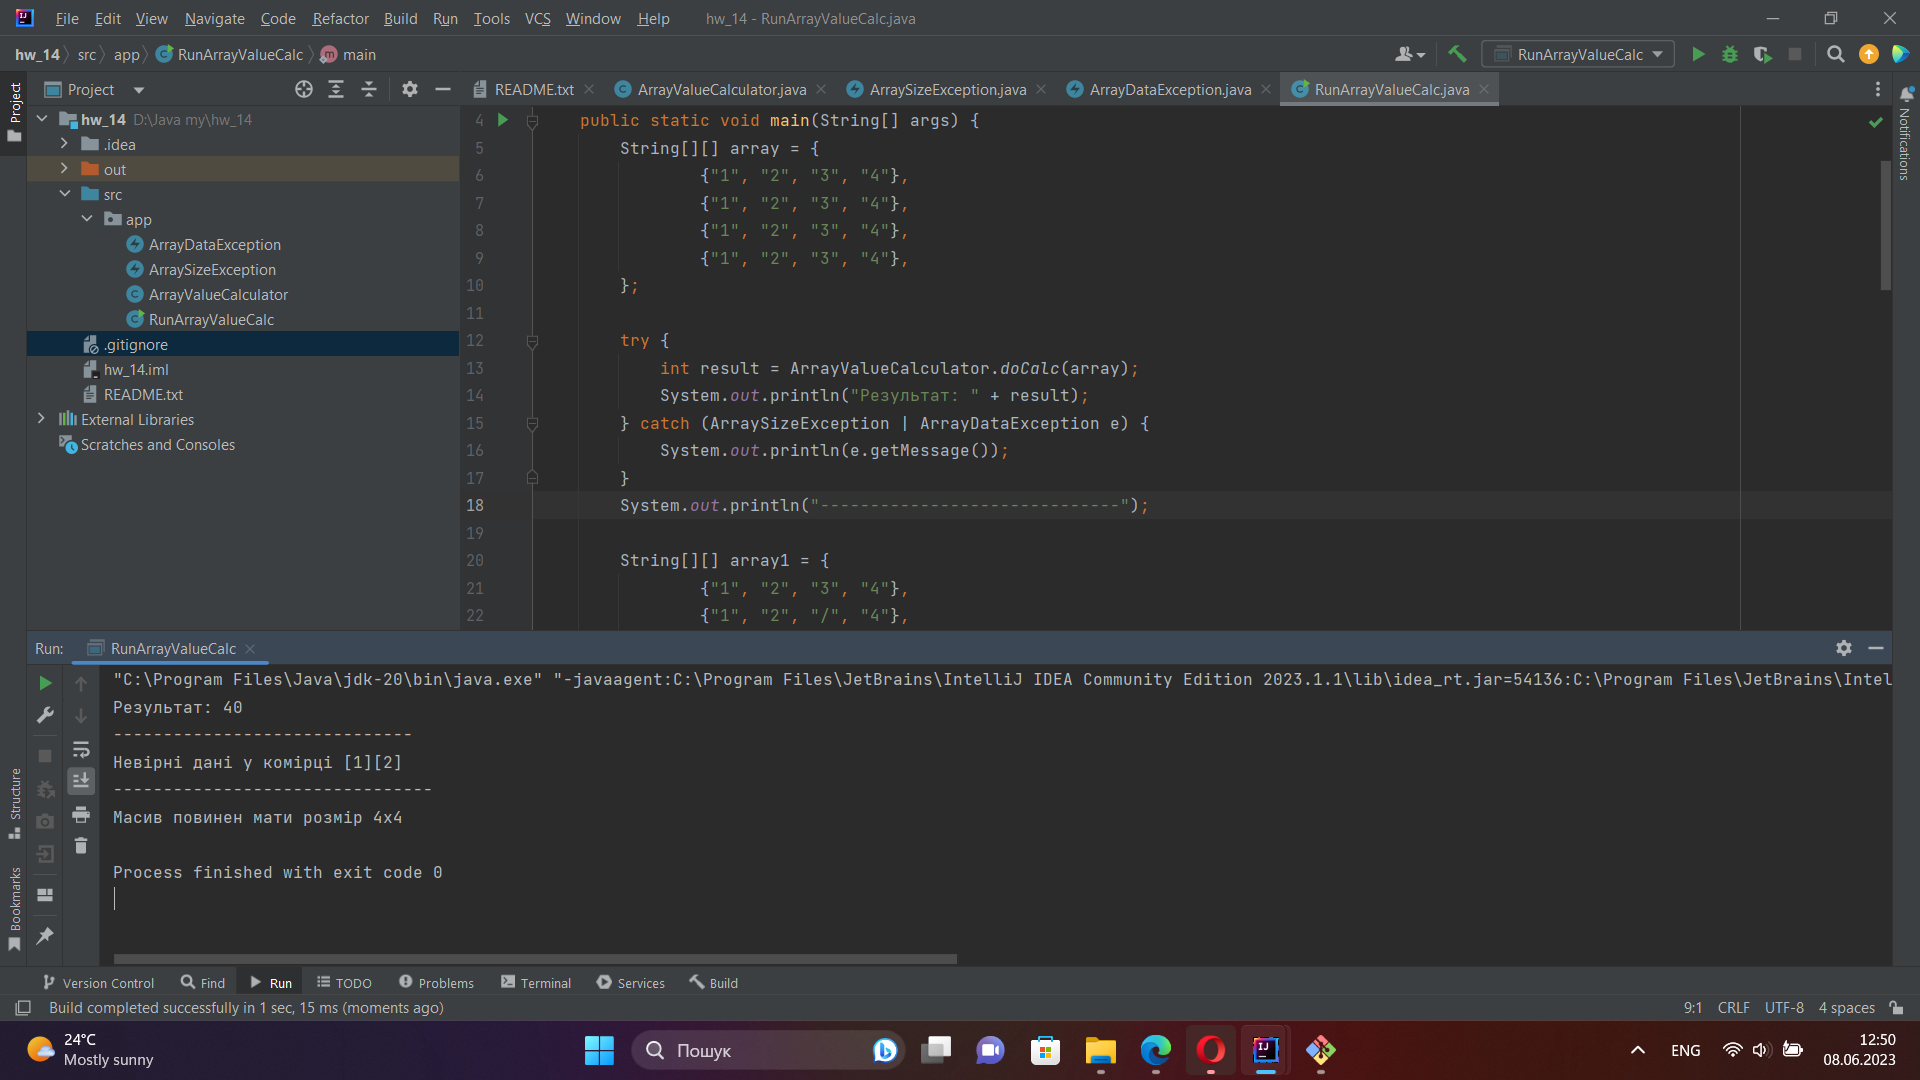 File Edit View Navigate Code Refactor Build Run Tools VCS Window Help hw_14 - RunArrayValueCalc.java
hw_14 src app RunArrayValueCalc main
RunArrayValueCalc
Project
README.txt ArrayValueCalculator.java ArraySizeException.java ArrayDataException.java RunArrayValueCalc.java
Project
Notifications
hw_14 D:\Java my\hw_14
.idea
out
src
app
ArrayDataException
ArraySizeException
ArrayValueCalculator
RunArrayValueCalc
.gitignore
hw_14.iml
README.txt
External Libraries
Scratches and Consoles
4 public static void main(String[] args) {
5 String[][] array = {
6 {"1", "2", "3", "4"},
7 {"1", "2", "3", "4"},
8 {"1", "2", "3", "4"},
9 {"1", "2", "3", "4"},
10 };
11
12 try {
13 int result = ArrayValueCalculator.doCalc(array);
14 System.out.println("Результат: " + result);
15 } catch (ArraySizeException | ArrayDataException e) {
16 System.out.println(e.getMessage());
17 }
18 System.out.println("------------------------------");
19
20 String[][] array1 = {
21 {"1", "2", "3", "4"},
22 {"1", "2", "/", "4"},
Run: RunArrayValueCalc
"C:\Program Files\Java\jdk-20\bin\java.exe" "-javaagent:C:\Program Files\JetBrains\IntelliJ IDEA Community Edition 2023.1.1\lib\idea_rt.jar=54136:C:\Program Files\JetBrains\Intel
Результат: 40
------------------------------
Невірні дані у комірці [1][2]
--------------------------------
Масив повинен мати розмір 4x4
Process finished with exit code 0
Structure
Bookmarks
Version Control Find Run TODO Problems Terminal Services Build
Build completed successfully in 1 sec, 15 ms (moments ago)
9:1 CRLF UTF-8 4 spaces
24°C
Mostly sunny
Пошук
ENG
12:50
08.06.2023